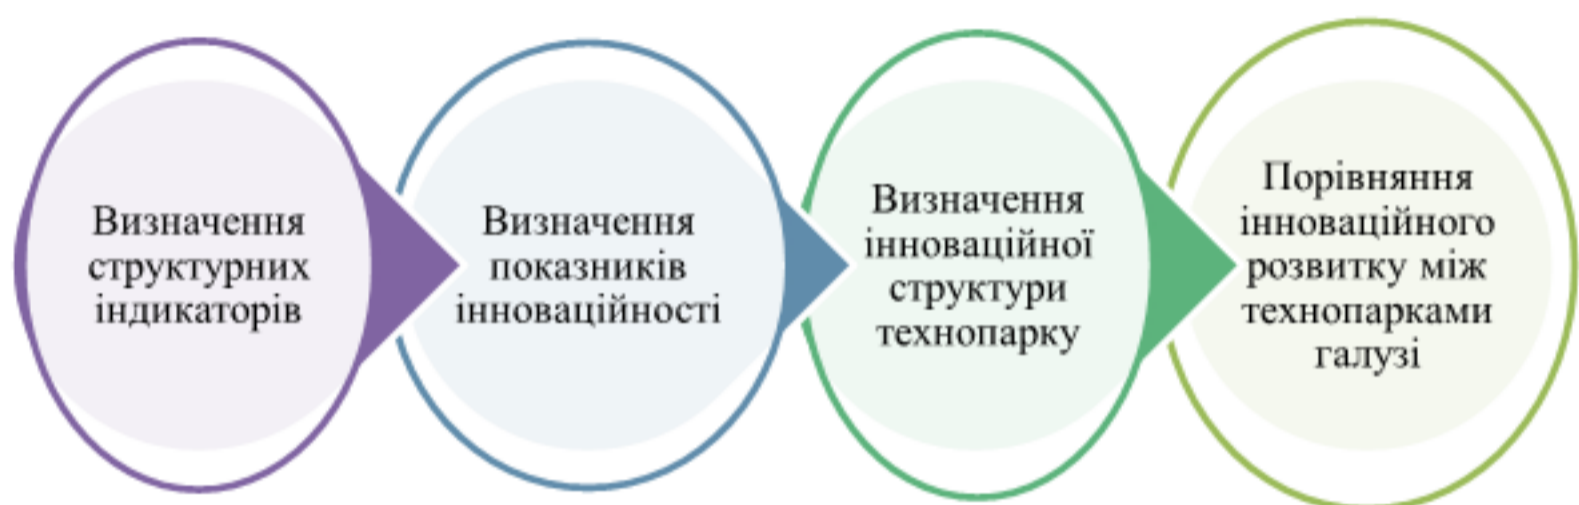 Визначення
структурних
індикаторів
Визначення
показників
інноваційності
Визначення
інноваційної
структури
технопарку
Порівняння
інноваційного
розвитку між
технопарками
галузі